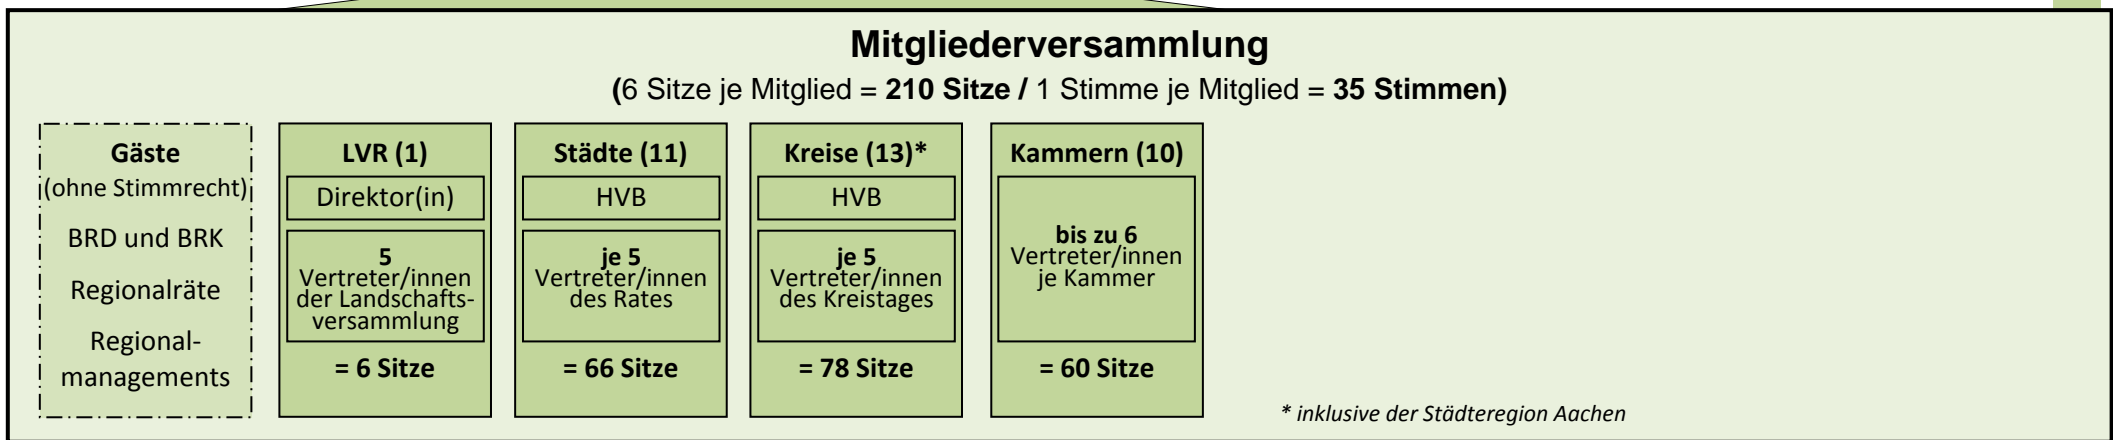 Mitgliederversammlung
(6 Sitze je Mitglied = 210 Sitze / 1 Stimme je Mitglied = 35 Stimmen)
Gäste
(ohne Stimmrecht)
BRD und BRK
Regionalräte
Regional-
managements
LVR (1)
Direktor(in)
5
Vertreter/innen
der Landschafts-
versammlung
= 6 Sitze
Städte (11)
HVB
je 5
Vertreter/innen
des Rates
= 66 Sitze
Kreise (13)*
HVB
je 5
Vertreter/innen
des Kreistages
= 78 Sitze
Kammern (10)
bis zu 6
Vertreter/innen
je Kammer
= 60 Sitze
* inklusive der Städteregion Aachen